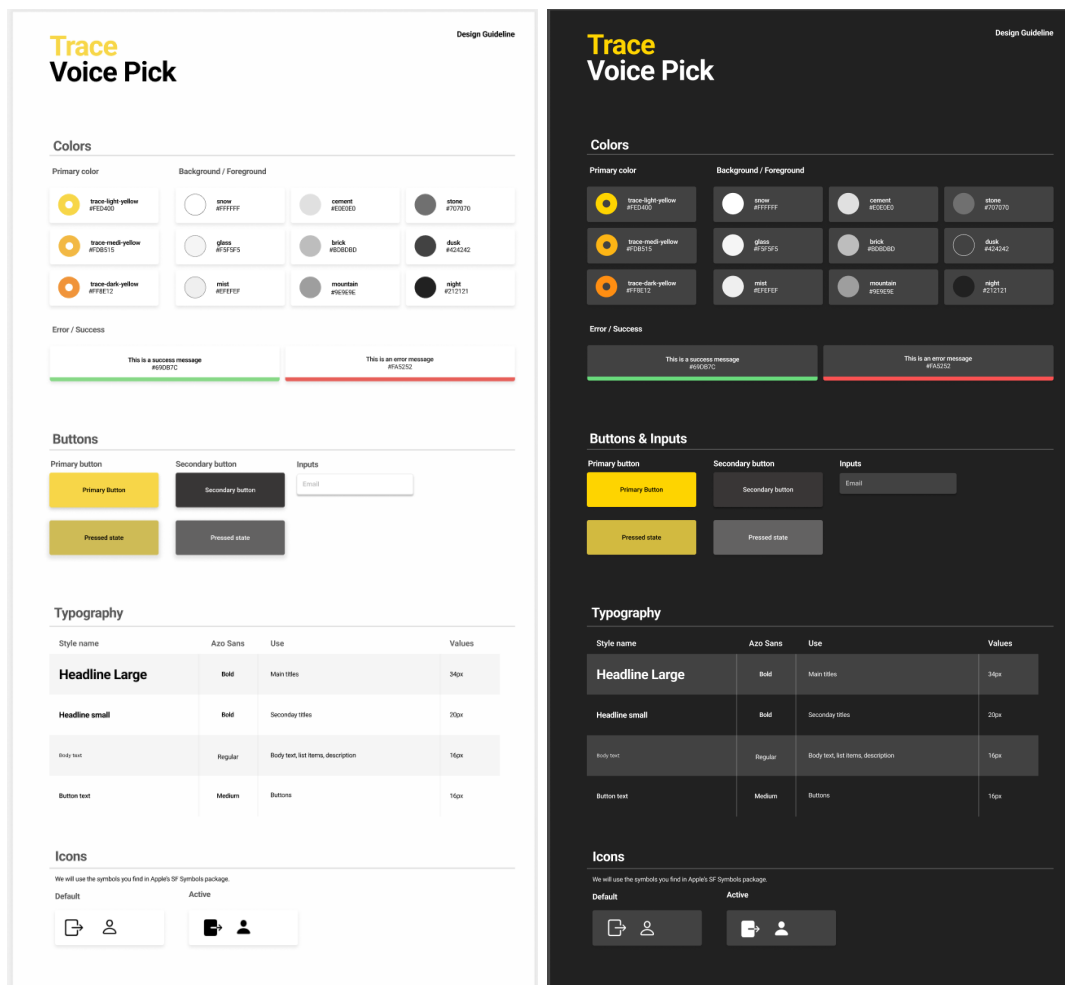 Trace
Voice Pick
Design Guideline
Colors
Primary color
Background / Foreground
trace-light-yellow
#FED400
snow
#FFFFFF
cement
#E0E0E0
stone
#707070
trace-medi-yellow
#FDB515
glass
#F5F5F5
brick
#BDBDBD
dusk
#424242
trace-dark-yellow
#FF8E12
mist
#EFEFEF
mountain
#9E9E9E
night
#212121
Error / Success
This is a success message
#69DB7C
This is an error message
#FA5252
Buttons
Primary button
Secondary button
Inputs
Primary Button
Secondary button
Email
Pressed state
Pressed state
Typography
Style name
Azo Sans
Use
Values
Headline Large
Bold
Main titles
34px
Headline small
Bold
Seconday titles
20px
Body text
Regular
Body text, list items, description
16px
Button text
Medium
Buttons
16px
Icons
We will use the symbols you find in Apple's SF Symbols package.
Default
Active
Trace
Voice Pick
Design Guideline
Colors
Primary color
Background / Foreground
trace-light-yellow
#FED400
snow
#FFFFFF
cement
#E0E0E0
stone
#707070
trace-medi-yellow
#FDB515
glass
#F5F5F5
brick
#BDBDBD
dusk
#424242
trace-dark-yellow
#FF8E12
mist
#EFEFEF
mountain
#9E9E9E
night
#212121
Error / Success
This is a success message
#69DB7C
This is an error message
#FA5252
Buttons & Inputs
Primary button
Secondary button
Inputs
Primary Button
Secondary button
Email
Pressed state
Pressed state
Typography
Style name
Azo Sans
Use
Values
Headline Large
Bold
Main titles
34px
Headline small
Bold
Seconday titles
20px
Body text
Regular
Body text, list items, description
16px
Button text
Medium
Buttons
16px
Icons
We will use the symbols you find in Apple's SF Symbols package.
Default
Active